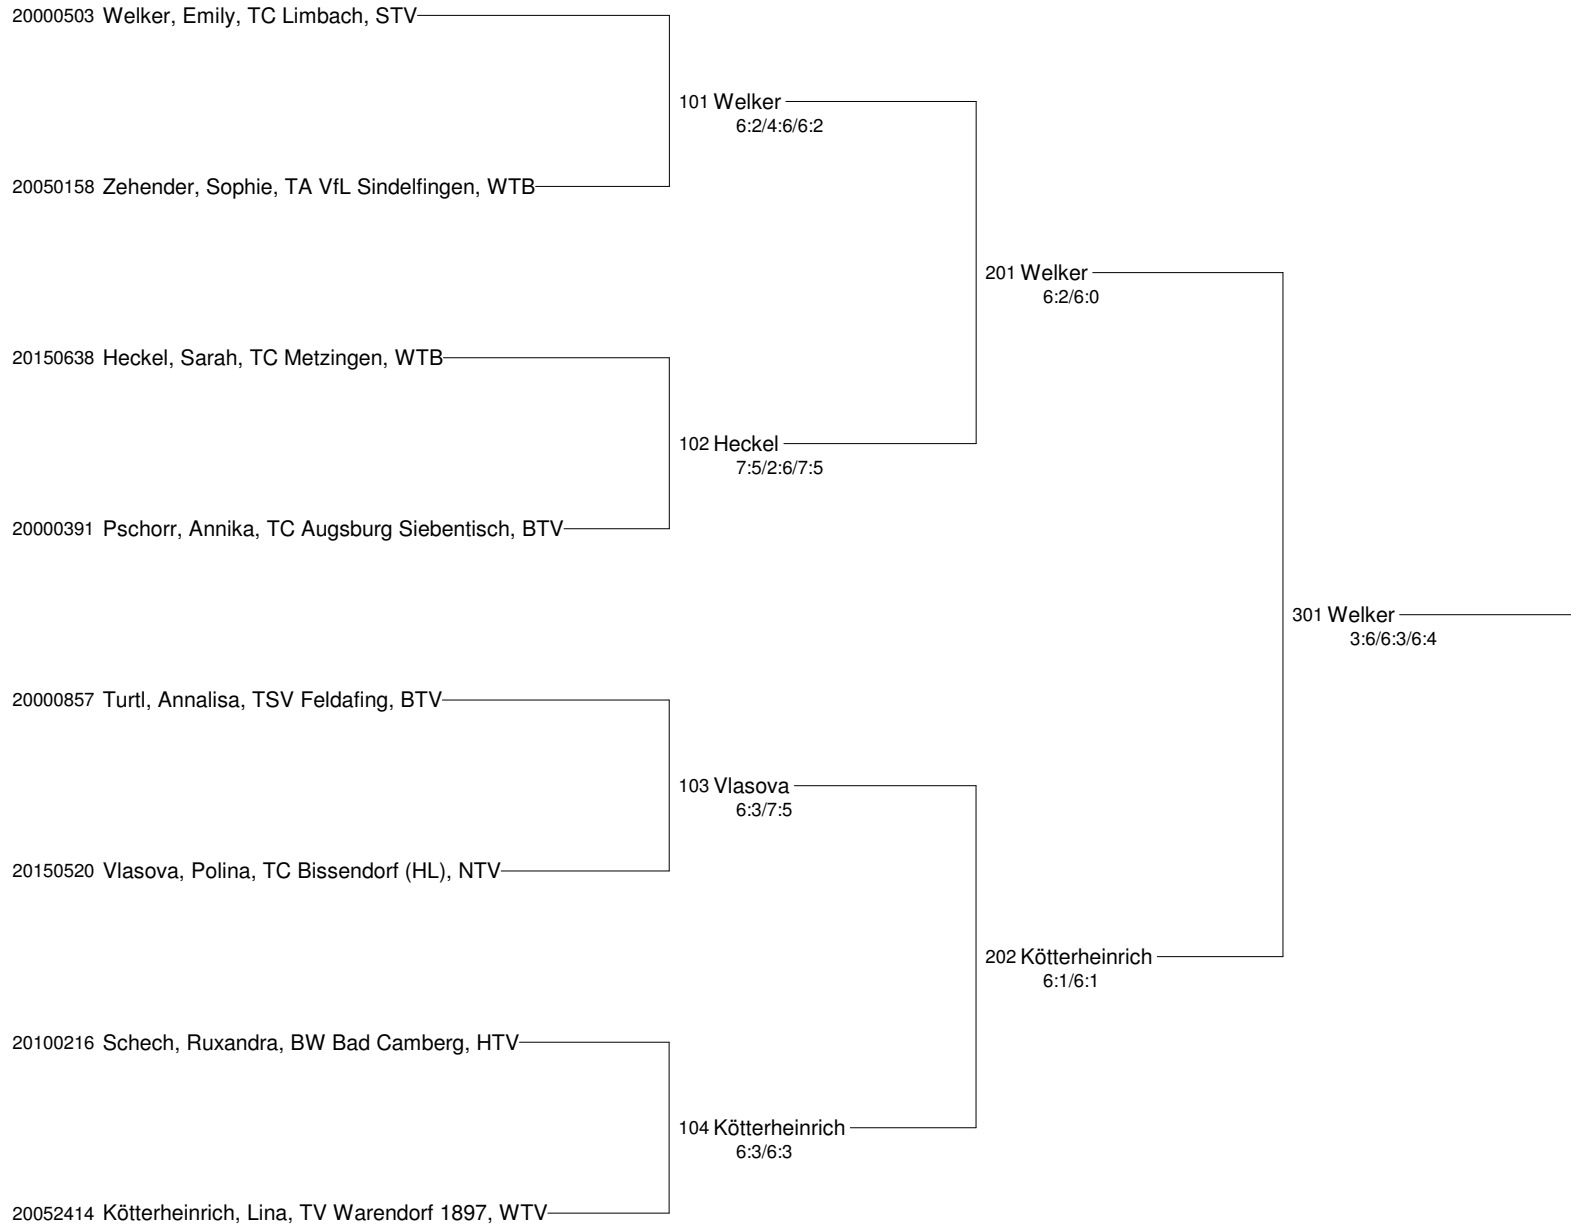 20000503 Welker, Emily, TC Limbach, STV
101 Welker
6:2/4:6/6:2
20050158 Zehender, Sophie, TA VfL Sindelfingen, WTB
201 Welker
6:2/6:0
20150638 Heckel, Sarah, TC Metzingen, WTB
102 Heckel
7:5/2:6/7:5
20000391 Pschorr, Annika, TC Augsburg Siebentisch, BTV
301 Welker
3:6/6:3/6:4
20000857 Turtl, Annalisa, TSV Feldafing, BTV
103 Vlasova
6:3/7:5
20150520 Vlasova, Polina, TC Bissendorf (HL), NTV
202 Kötterheinrich
6:1/6:1
20100216 Schech, Ruxandra, BW Bad Camberg, HTV
104 Kötterheinrich
6:3/6:3
20052414 Kötterheinrich, Lina, TV Warendorf 1897, WTV